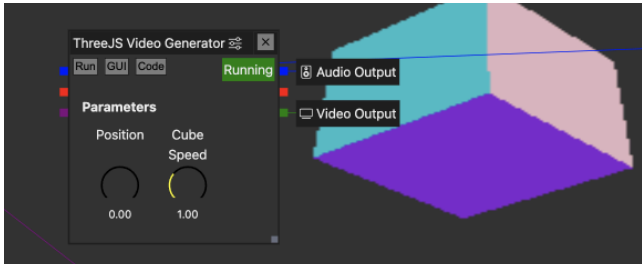 ThreeJS Video Generator
Run GUI Code Running
Audio Output
Video Output
Parameters
Position Cube Speed
0.00 1.00